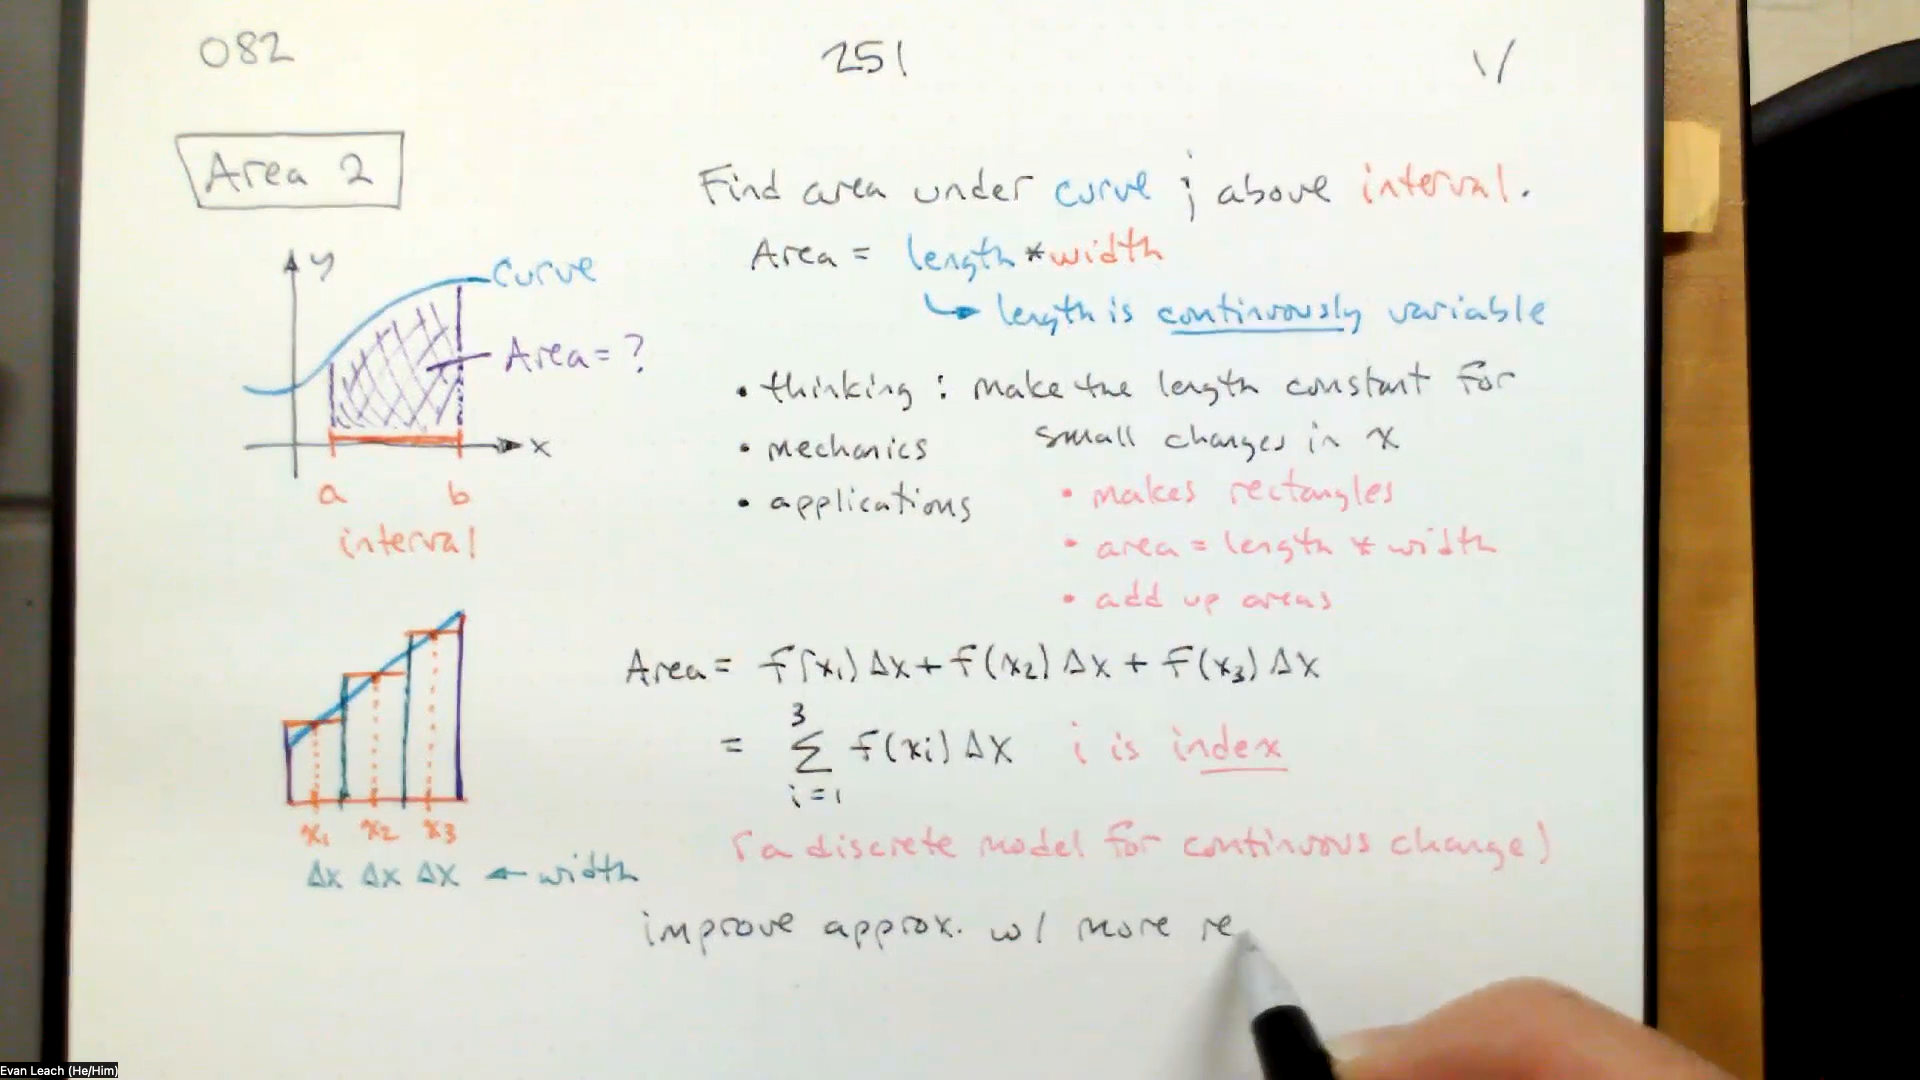 082 251 1/
Area 2
Find area under curve ; above interval.
Area = length * width
length is continuously variable
y
curve
Area = ?
x
a b
interval
• thinking : make the length constant for
small changes in x
• mechanics
• applications
• makes rectangles
• area = length * width
• add up areas
Area = f(x₁) Δx + f(x₂) Δx + f(x₃) Δx
= 3 Σ i=1 f(xi) Δx i is index
(a discrete model for continuous change)
x₁ x₂ x₃
Δx Δx Δx ← width
improve approx. w/ more re
Evan Leach (He/Him)